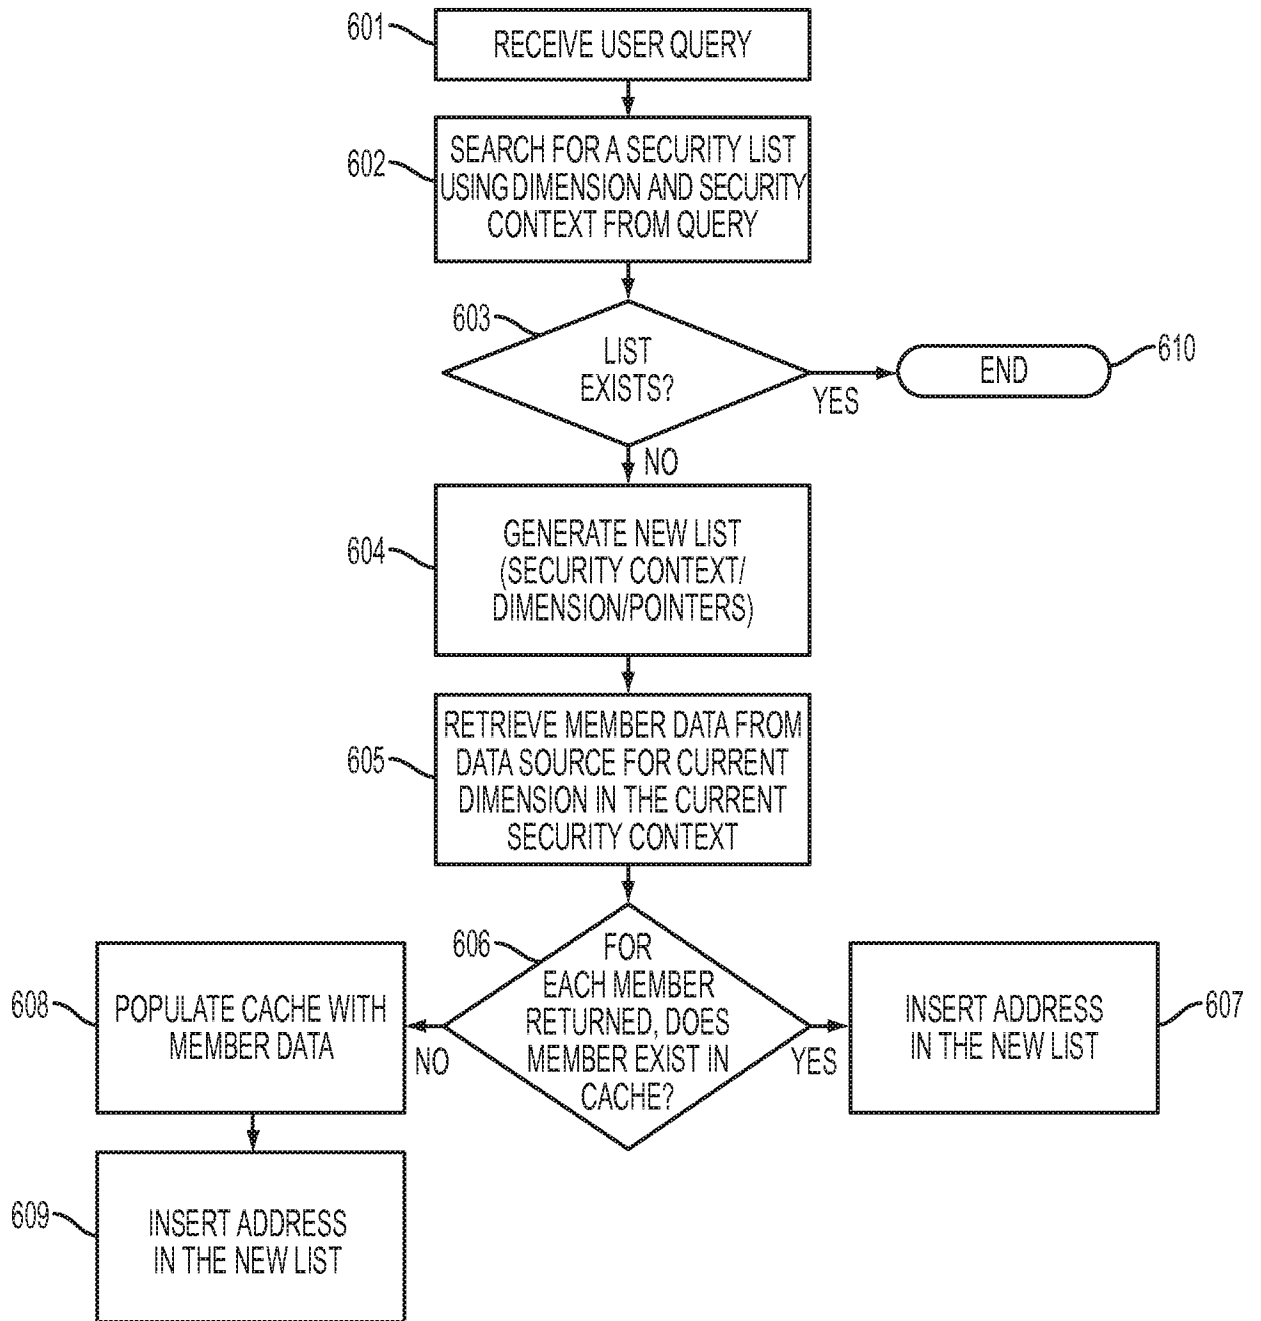 601
RECEIVE USER QUERY
602
SEARCH FOR A SECURITY LIST
USING DIMENSION AND SECURITY
CONTEXT FROM QUERY
603
LIST
EXISTS?
YES
END
610
NO
604
GENERATE NEW LIST
(SECURITY CONTEXT/
DIMENSION/POINTERS)
605
RETRIEVE MEMBER DATA FROM
DATA SOURCE FOR CURRENT
DIMENSION IN THE CURRENT
SECURITY CONTEXT
606
FOR
EACH MEMBER
RETURNED, DOES
MEMBER EXIST IN
CACHE?
YES
INSERT ADDRESS
IN THE NEW LIST
607
NO
608
POPULATE CACHE WITH
MEMBER DATA
609
INSERT ADDRESS
IN THE NEW LIST